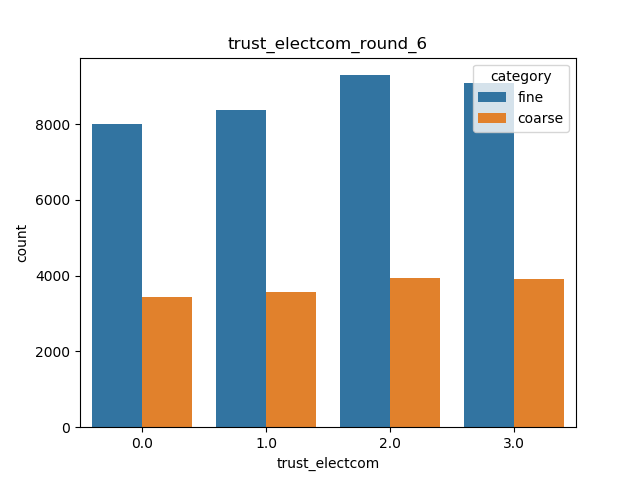 trust_electcom_round_6
category
fine
coarse
count
8000
6000
4000
2000
0
0.0 1.0 2.0 3.0
trust_electcom